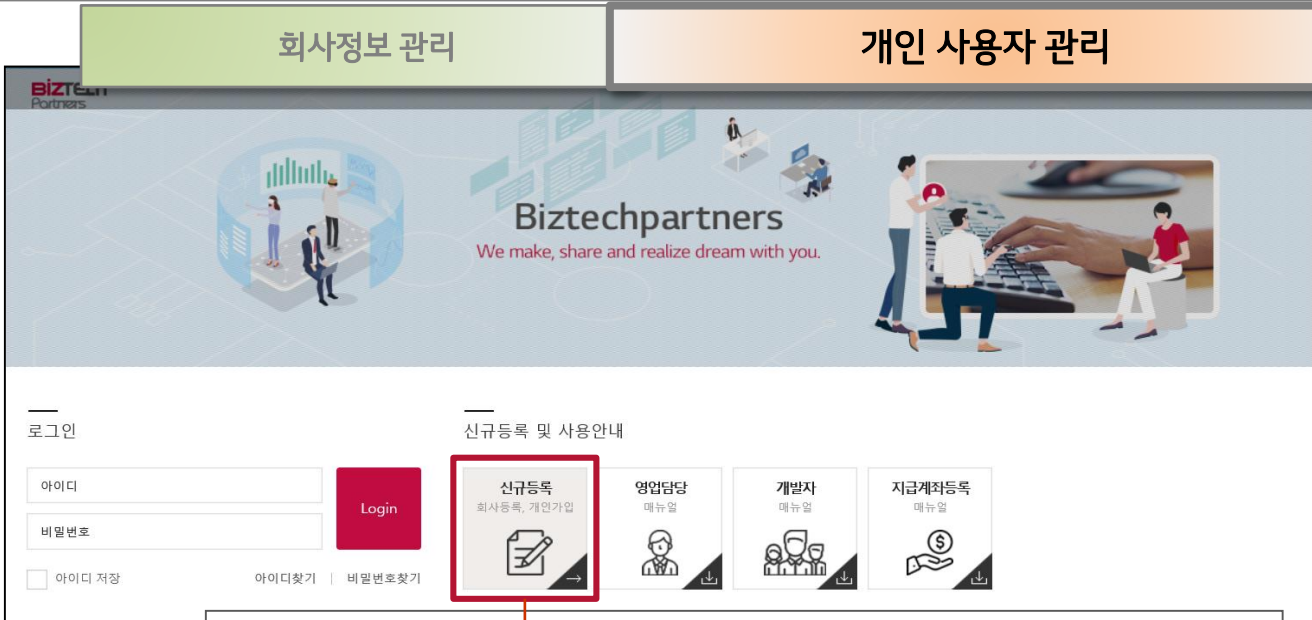 회사정보 관리
개인 사용자 관리
BIZTECH
Partners
Biztechpartners
We make, share and realize dream with you.
로그인
신규등록 및 사용안내
아이디
비밀번호
Login
아이디 저장
아이디찾기 | 비밀번호찾기
신규등록
회사등록, 개인가입
영업담당
매뉴얼
개발자
매뉴얼
지급계좌등록
매뉴얼